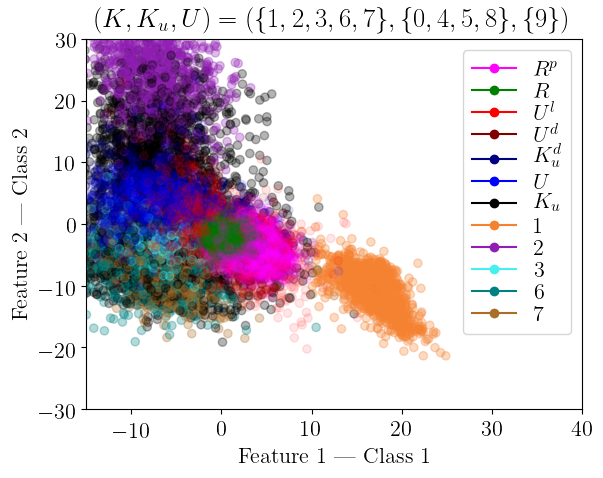 (K, K_u, U) = ({1, 2, 3, 6, 7}, {0, 4, 5, 8}, {9})
30
20
10
0
−10
−20
−30
Feature 2 — Class 2
−10
0
10
20
30
40
Feature 1 — Class 1
R^p
R
U^l
U^d
K_u^d
U
K_u
1
2
3
6
7